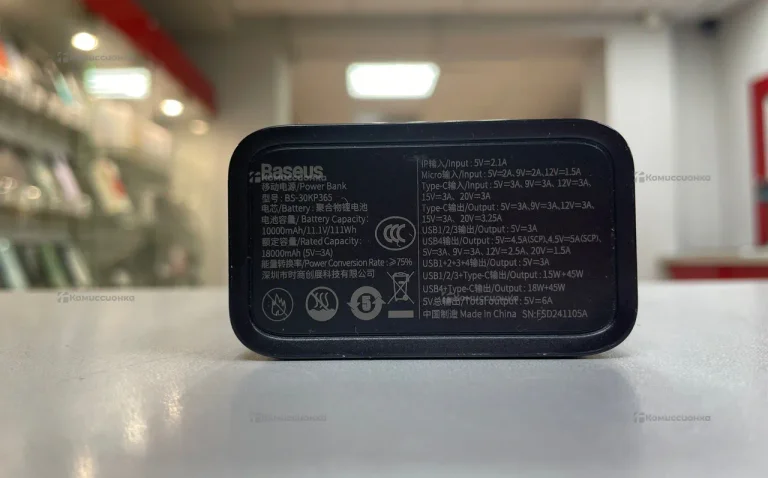 Baseus
移动电源/Power Bank
型号: BS-30KP365
电芯/Battery: 聚合物锂电池
电池容量/ Battery Capacity:
10000mAh/11.1V/111Wh
额定容量/Rated Capacity:
18000mAh (5V⎓3A)
能量转换率/Power Conversion Rate: ⩾75%
深圳市时商创展科技有限公司
CCC
IP输入/Input: 5V⎓2.1A
Micro输入/Input: 5V⎓2A, 9V⎓2A, 12V⎓1.5A
Type-C输入/Input: 5V⎓3A, 9V⎓3A, 12V⎓3A,
15V⎓3A, 20V⎓3A
Type-C输出/Output: 5V⎓3A,9V⎓3A,12V⎓3A,
15V⎓3A, 20V⎓3.25A
USB1/2/3输出/Output: 5V⎓3A
USB4输出/Output: 5V⎓4.5A(SCP),4.5V⎓5A(SCP),
5V⎓3A, 9V⎓3A, 12V⎓2.5A, 20V⎓1.5A
USB1+2+3+4输出/Output: 5V⎓3A
USB1/2/3+Type-C输出/Output: 15W+45W
USB4+Type-C输出/Output: 18W+45W
5V总输出/Total output: 5V⎓6A
中国制造 Made in China SN:FSD241105A
Комиссионко
Комиссионко
Комиссионко
Комиссионко
Комиссионко
Комиссионко
Комиссионко
Комиссионко